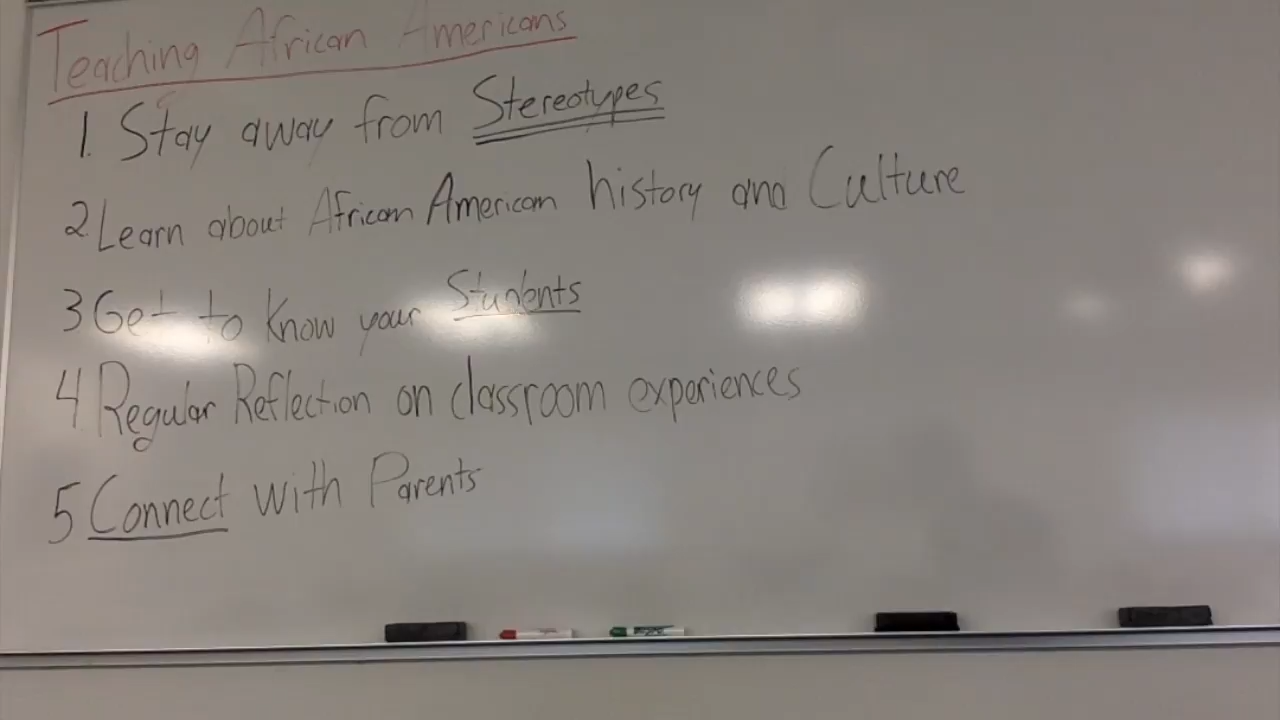 Teaching African Americans
1. Stay away from Stereotypes
2 Learn about African American history and Culture
3 Get to Know your Students
4 Regular Reflection on classroom experiences
5 Connect with Parents